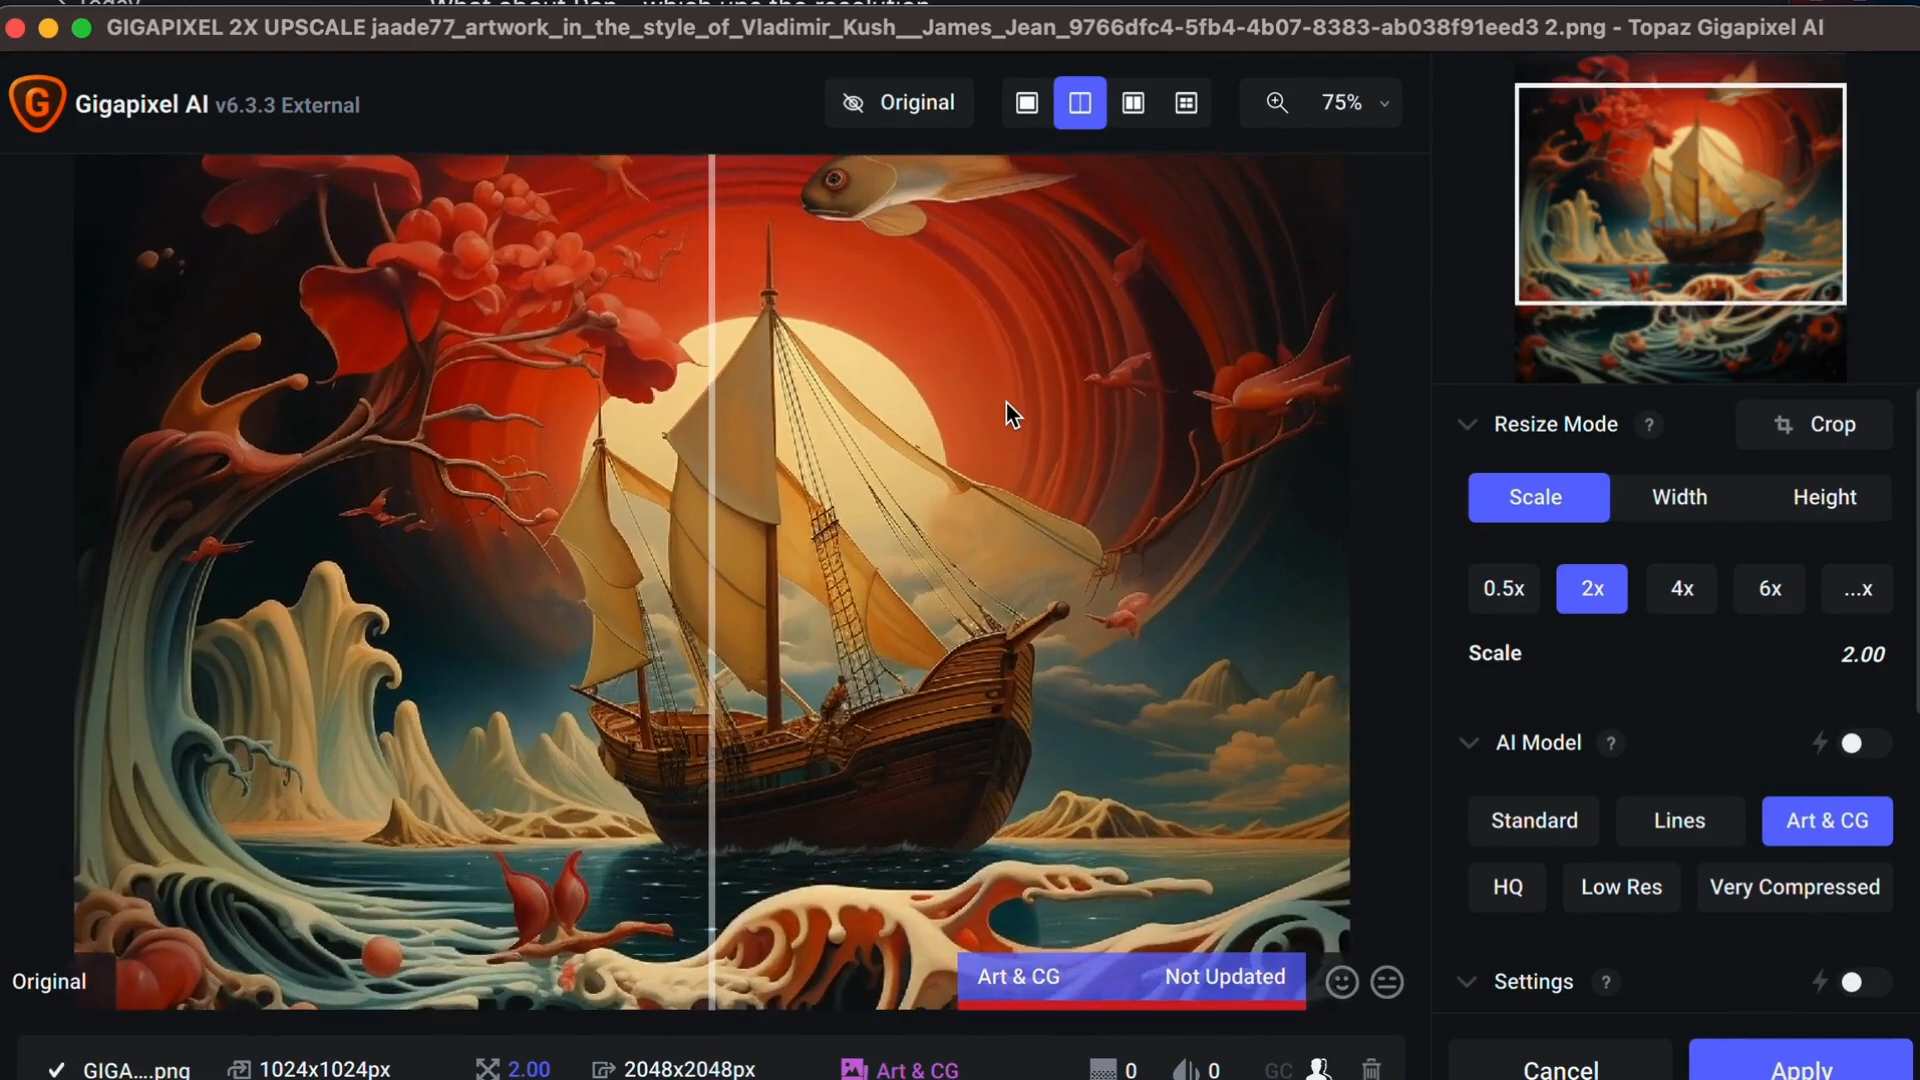 GIGAPIXEL 2X UPSCALE jaade77_artwork_in_the_style_of_Vladimir_Kush__James_Jean_9766dfc4-5fb4-4b07-8383-ab038f91eed3 2.png - Topaz Gigapixel AI
G
Gigapixel AI v6.3.3 External
Original
75%
Resize Mode ?
Crop
Scale
Width
Height
0.5x
2x
4x
6x
...x
Scale
2.00
AI Model ?
Standard
Lines
Art & CG
HQ
Low Res
Very Compressed
Settings ?
Original
Art & CG
Not Updated
GIGA....png
1024x1024px
2.00
2048x2048px
Art & CG
0
0
GC
Cancel
Apply